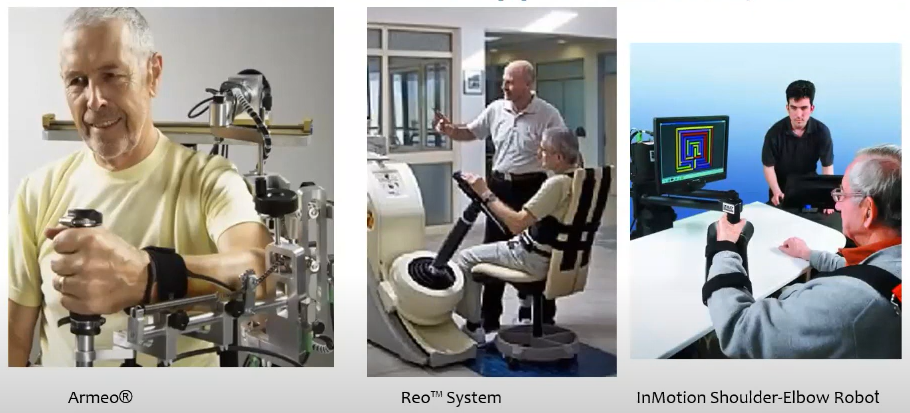 Armeo®
Reo™ System
InMotion Shoulder-Elbow Robot